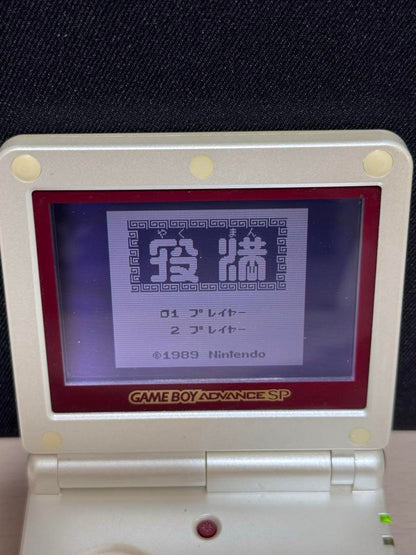 やく まん
役 満
01 プレイヤー
2 プレイヤー
©1989 Nintendo
GAME BOY ADVANCE SP